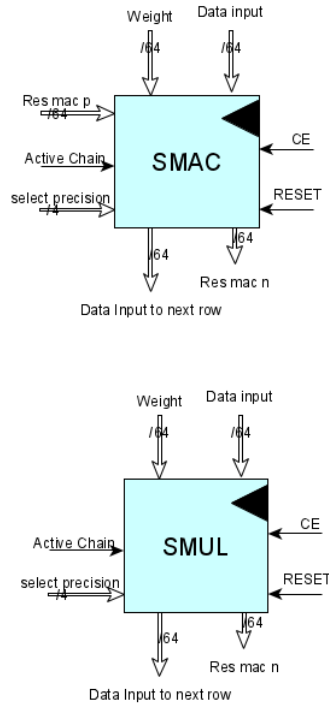 Weight
Data input
/64
/64
Res mac p
/64
SMAC
CE
Active Chain
select precision
/4
RESET
/64
/64
Res mac n
Data Input to next row
Weight
Data input
/64
/64
CE
Active Chain
SMUL
select precision
/4
RESET
/64
/64
Res mac n
Data Input to next row